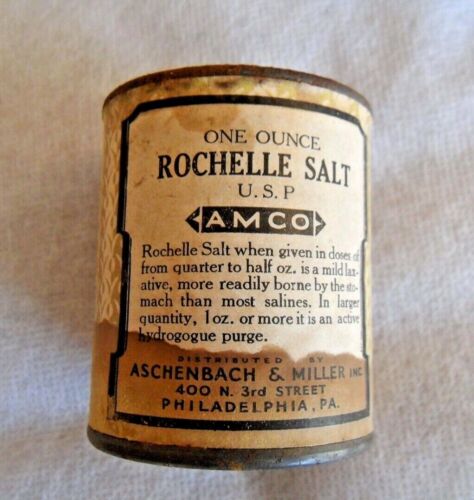 ONE OUNCE
ROCHELLE SALT
U.S.P
AMCO
Rochelle Salt when given in doses of
from quarter to half oz. is a mild lax-
ative, more readily borne by the sto-
mach than most salines. In larger
quantity, 1 oz. or more it is an active
hydrogogue purge.
DISTRIBUTED BY
ASCHENBACH & MILLER INC
400 N. 3rd STREET
PHILADELPHIA, PA.